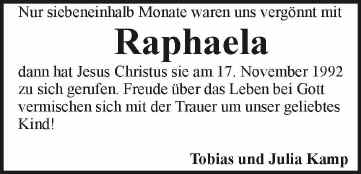 Nur siebeneinhalb Monate waren uns vergönnt mit
Raphaela
dann hat Jesus Christus sie am 17. November 1992
zu sich gerufen. Freude über das Leben bei Gott
vermischen sich mit der Trauer um unser geliebtes
Kind!
Tobias und Julia Kamp